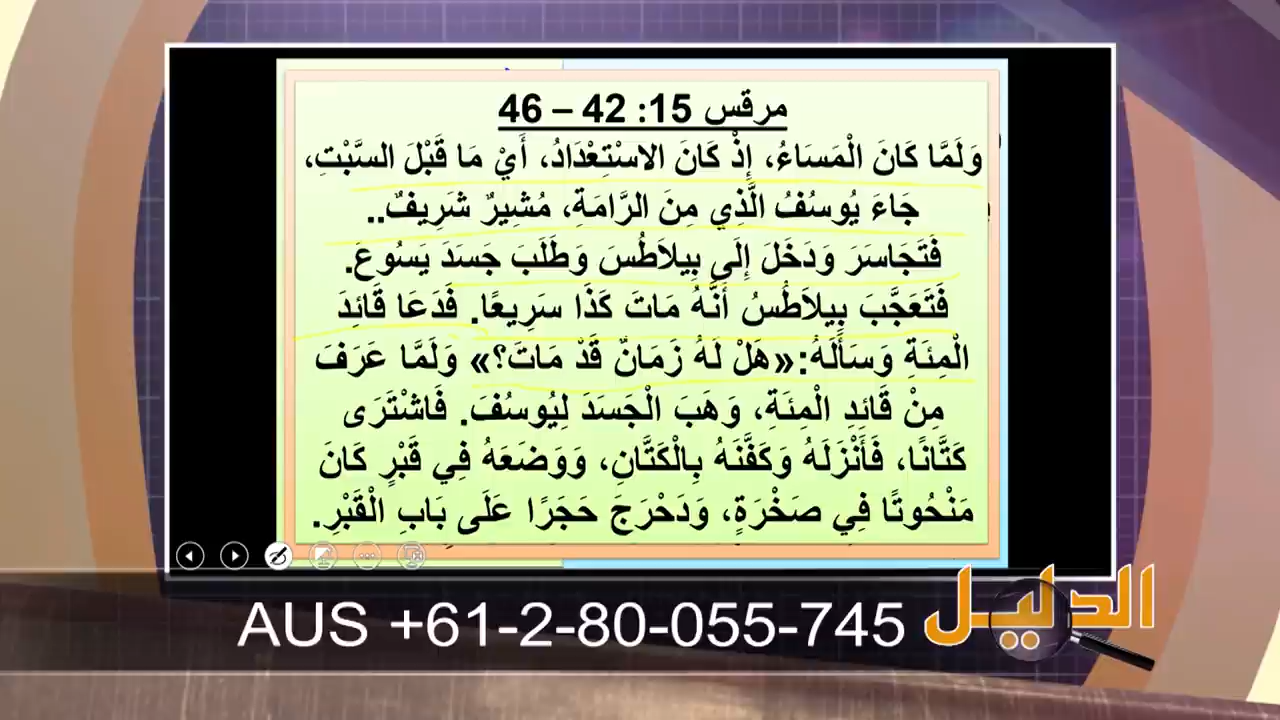 مرقس 15: 42 – 46
وَلَمَّا كَانَ الْمَسَاءُ، إِذْ كَانَ الاسْتِعْدَادُ، أَيْ مَا قَبْلَ السَّبْتِ،
جَاءَ يُوسُفُ الَّذِي مِنَ الرَّامَةِ، مُشِيرٌ شَرِيفٌ..
فَتَجَاسَرَ وَدَخَلَ إِلَى بِيلاَطُسَ وَطَلَبَ جَسَدَ يَسُوعَ.
فَتَعَجَّبَ بِيلاَطُسُ أَنَّهُ مَاتَ كَذَا سَرِيعًا. فَدَعَا قَائِدَ
الْمِئَةِ وَسَأَلَهُ:«هَلْ لَهُ زَمَانٌ قَدْ مَاتَ؟» وَلَمَّا عَرَفَ
مِنْ قَائِدِ الْمِئَةِ، وَهَبَ الْجَسَدَ لِيُوسُفَ. فَاشْتَرَى
كَتَّانًا، فَأَنْزَلَهُ وَكَفَّنَهُ بِالْكَتَّانِ، وَوَضَعَهُ فِي قَبْرٍ كَانَ
مَنْحُوتًا فِي صَخْرَةٍ، وَدَحْرَجَ حَجَرًا عَلَى بَابِ الْقَبْرِ.
AUS +61-2-80-055-745
الدليل